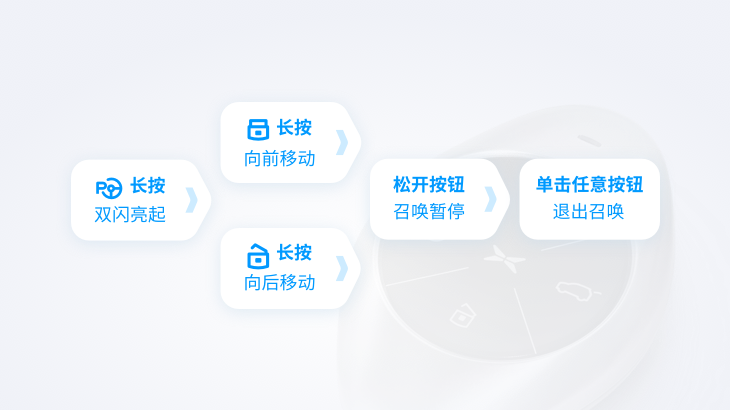 长按
双闪亮起
长按
向前移动
长按
向后移动
松开按钮
召唤暂停
单击任意按钮
退出召唤